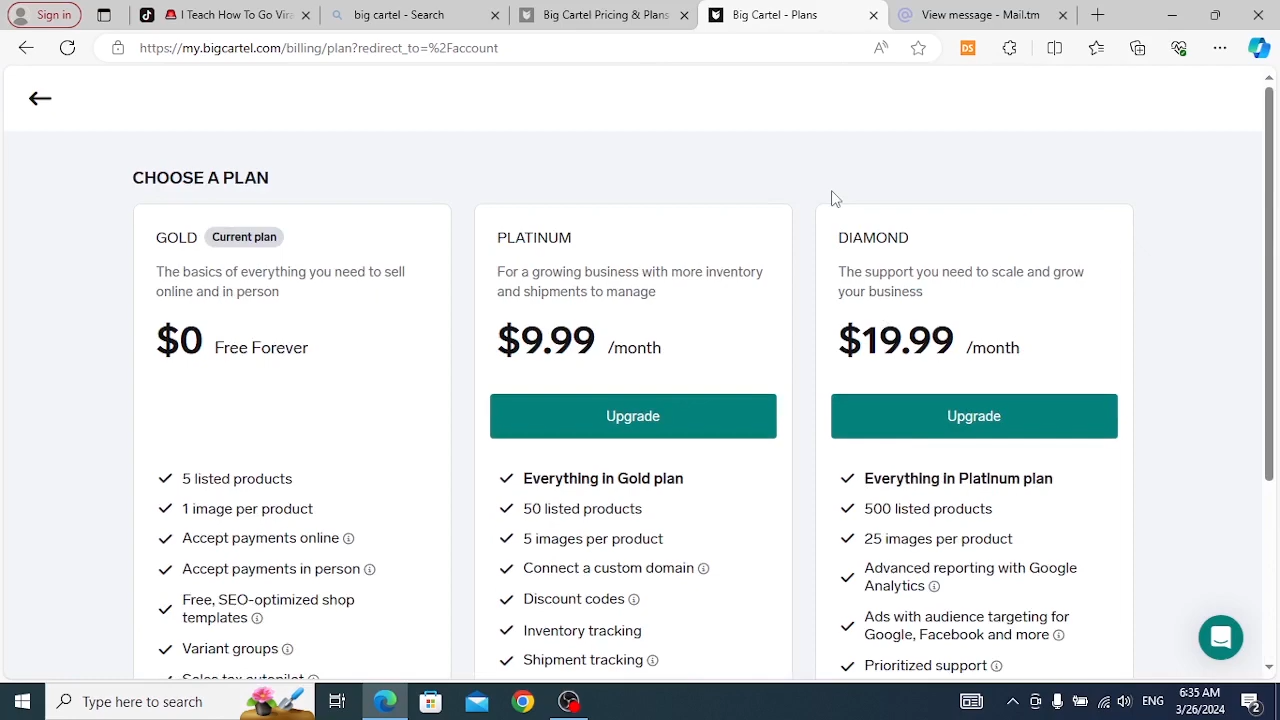 Sign in
I Teach How To Go Vira
big cartel - Search
Big Cartel Pricing & Plans
Big Cartel - Plans
View message - Mail.tm
https://my.bigcartel.com/billing/plan?redirect_to=%2Faccount
DS
CHOOSE A PLAN
GOLD Current plan
The basics of everything you need to sell
online and in person
$0 Free Forever
5 listed products
1 image per product
Accept payments online
Accept payments in person
Free, SEO-optimized shop
templates
Variant groups
Sales tax autopilot
PLATINUM
For a growing business with more inventory
and shipments to manage
$9.99 /month
Upgrade
Everything in Gold plan
50 listed products
5 images per product
Connect a custom domain
Discount codes
Inventory tracking
Shipment tracking
DIAMOND
The support you need to scale and grow
your business
$19.99 /month
Upgrade
Everything in Platinum plan
500 listed products
25 images per product
Advanced reporting with Google
Analytics
Ads with audience targeting for
Google, Facebook and more
Prioritized support
Type here to search
ENG
6:35 AM
3/26/2024
2